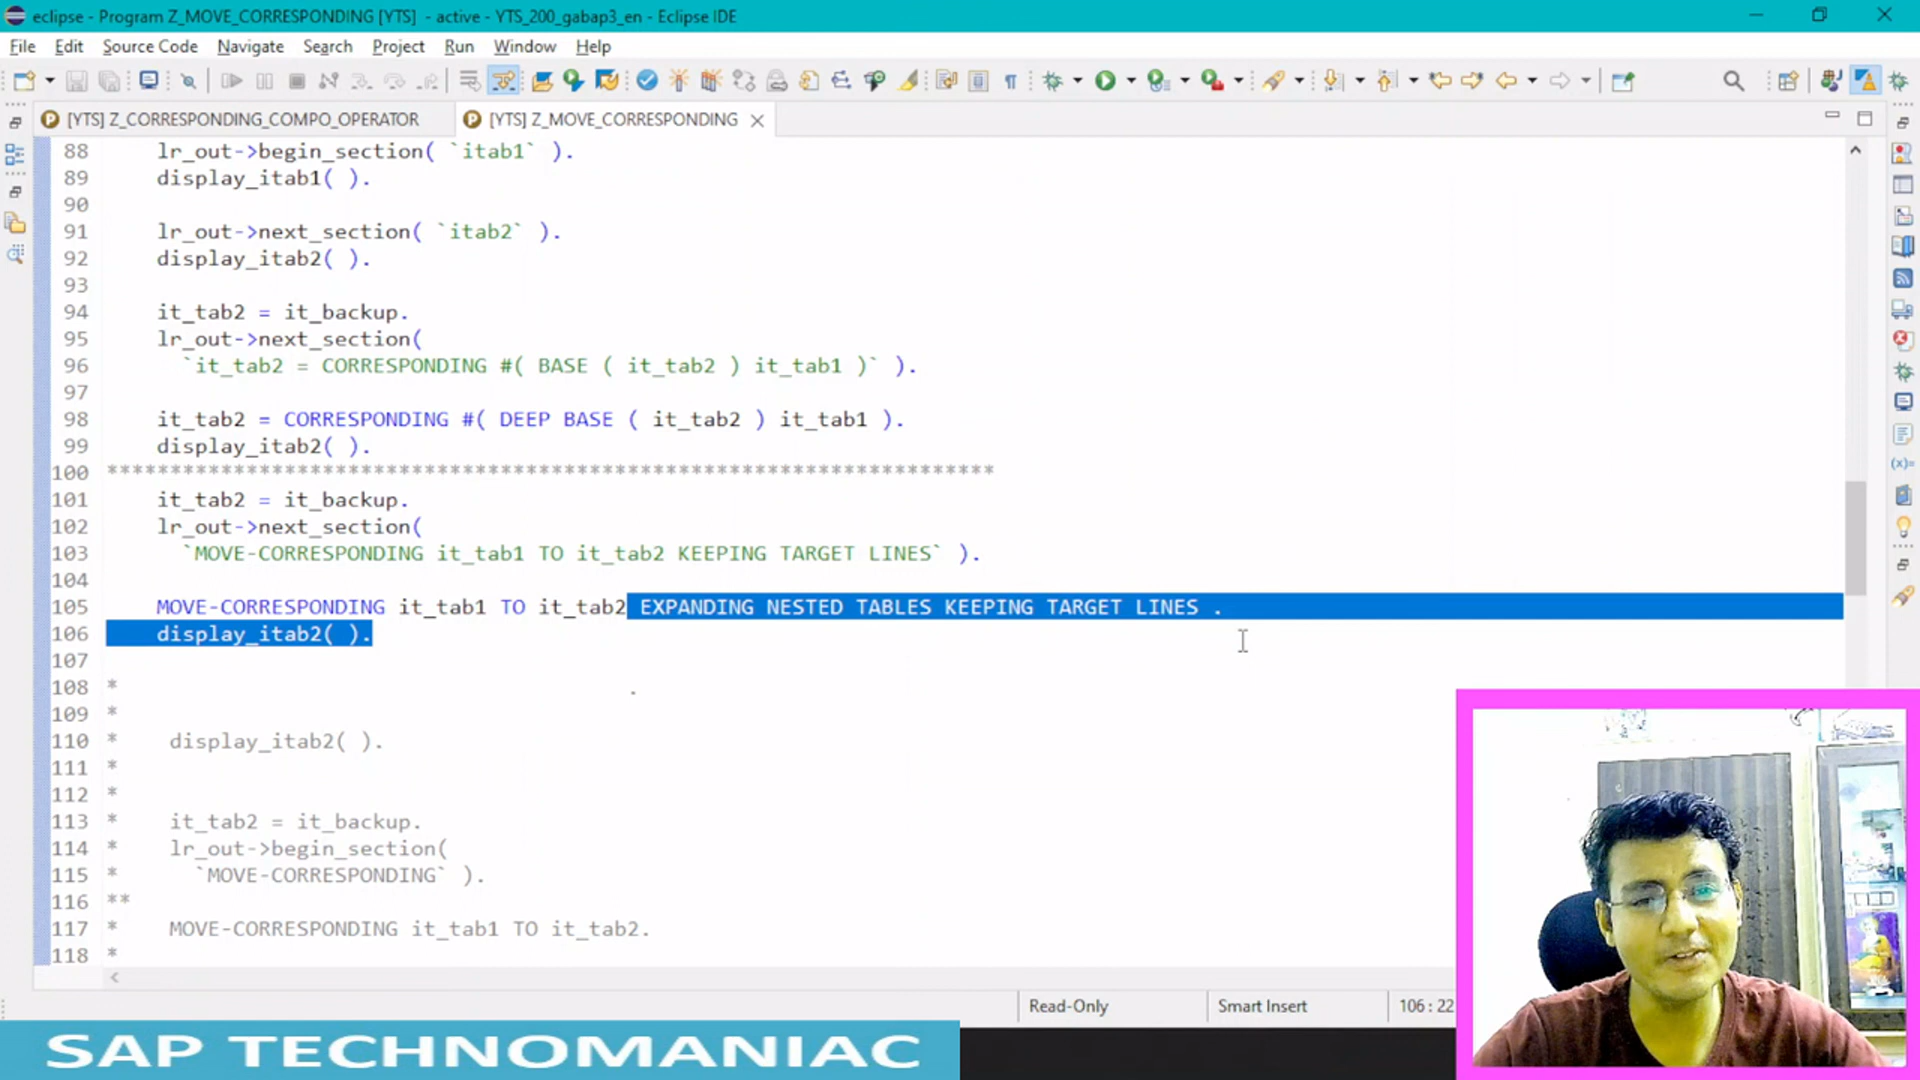 eclipse - Program Z_MOVE_CORRESPONDING [YTS] - active - YTS_200_gabap3_en - Eclipse IDE
File Edit Source Code Navigate Search Project Run Window Help
[YTS] Z_CORRESPONDING_COMPO_OPERATOR [YTS] Z_MOVE_CORRESPONDING
88 lr_out->begin_section( `itab1` ).
89 display_itab1( ).
90
91 lr_out->next_section( `itab2` ).
92 display_itab2( ).
93
94 it_tab2 = it_backup.
95 lr_out->next_section(
96 `it_tab2 = CORRESPONDING #( BASE ( it_tab2 ) it_tab1 )` ).
97
98 it_tab2 = CORRESPONDING #( DEEP BASE ( it_tab2 ) it_tab1 ).
99 display_itab2( ).
100 **********************************************************************
101 it_tab2 = it_backup.
102 lr_out->next_section(
103 `MOVE-CORRESPONDING it_tab1 TO it_tab2 KEEPING TARGET LINES` ).
104
105 MOVE-CORRESPONDING it_tab1 TO it_tab2 EXPANDING NESTED TABLES KEEPING TARGET LINES .
106 display_itab2( ).
107
108 * .
109 *
110 * display_itab2( ).
111 *
112 *
113 * it_tab2 = it_backup.
114 * lr_out->begin_section(
115 * `MOVE-CORRESPONDING` ).
116 **
117 * MOVE-CORRESPONDING it_tab1 TO it_tab2.
118 *
Read-Only Smart Insert 106 : 22
SAP TECHNOMANIAC